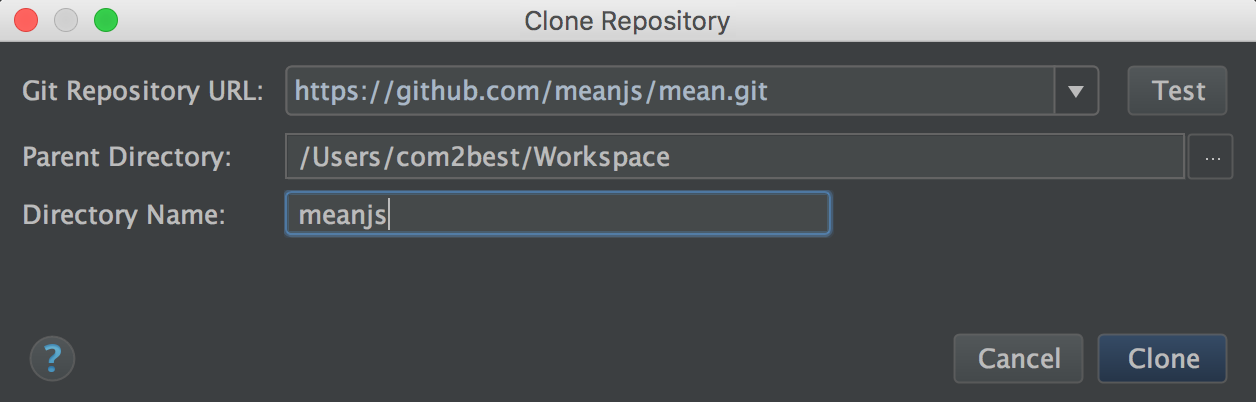 Clone Repository
Git Repository URL: https://github.com/meanjs/mean.git Test
Parent Directory: /Users/com2best/Workspace ...
Directory Name: meanjs
? Cancel Clone